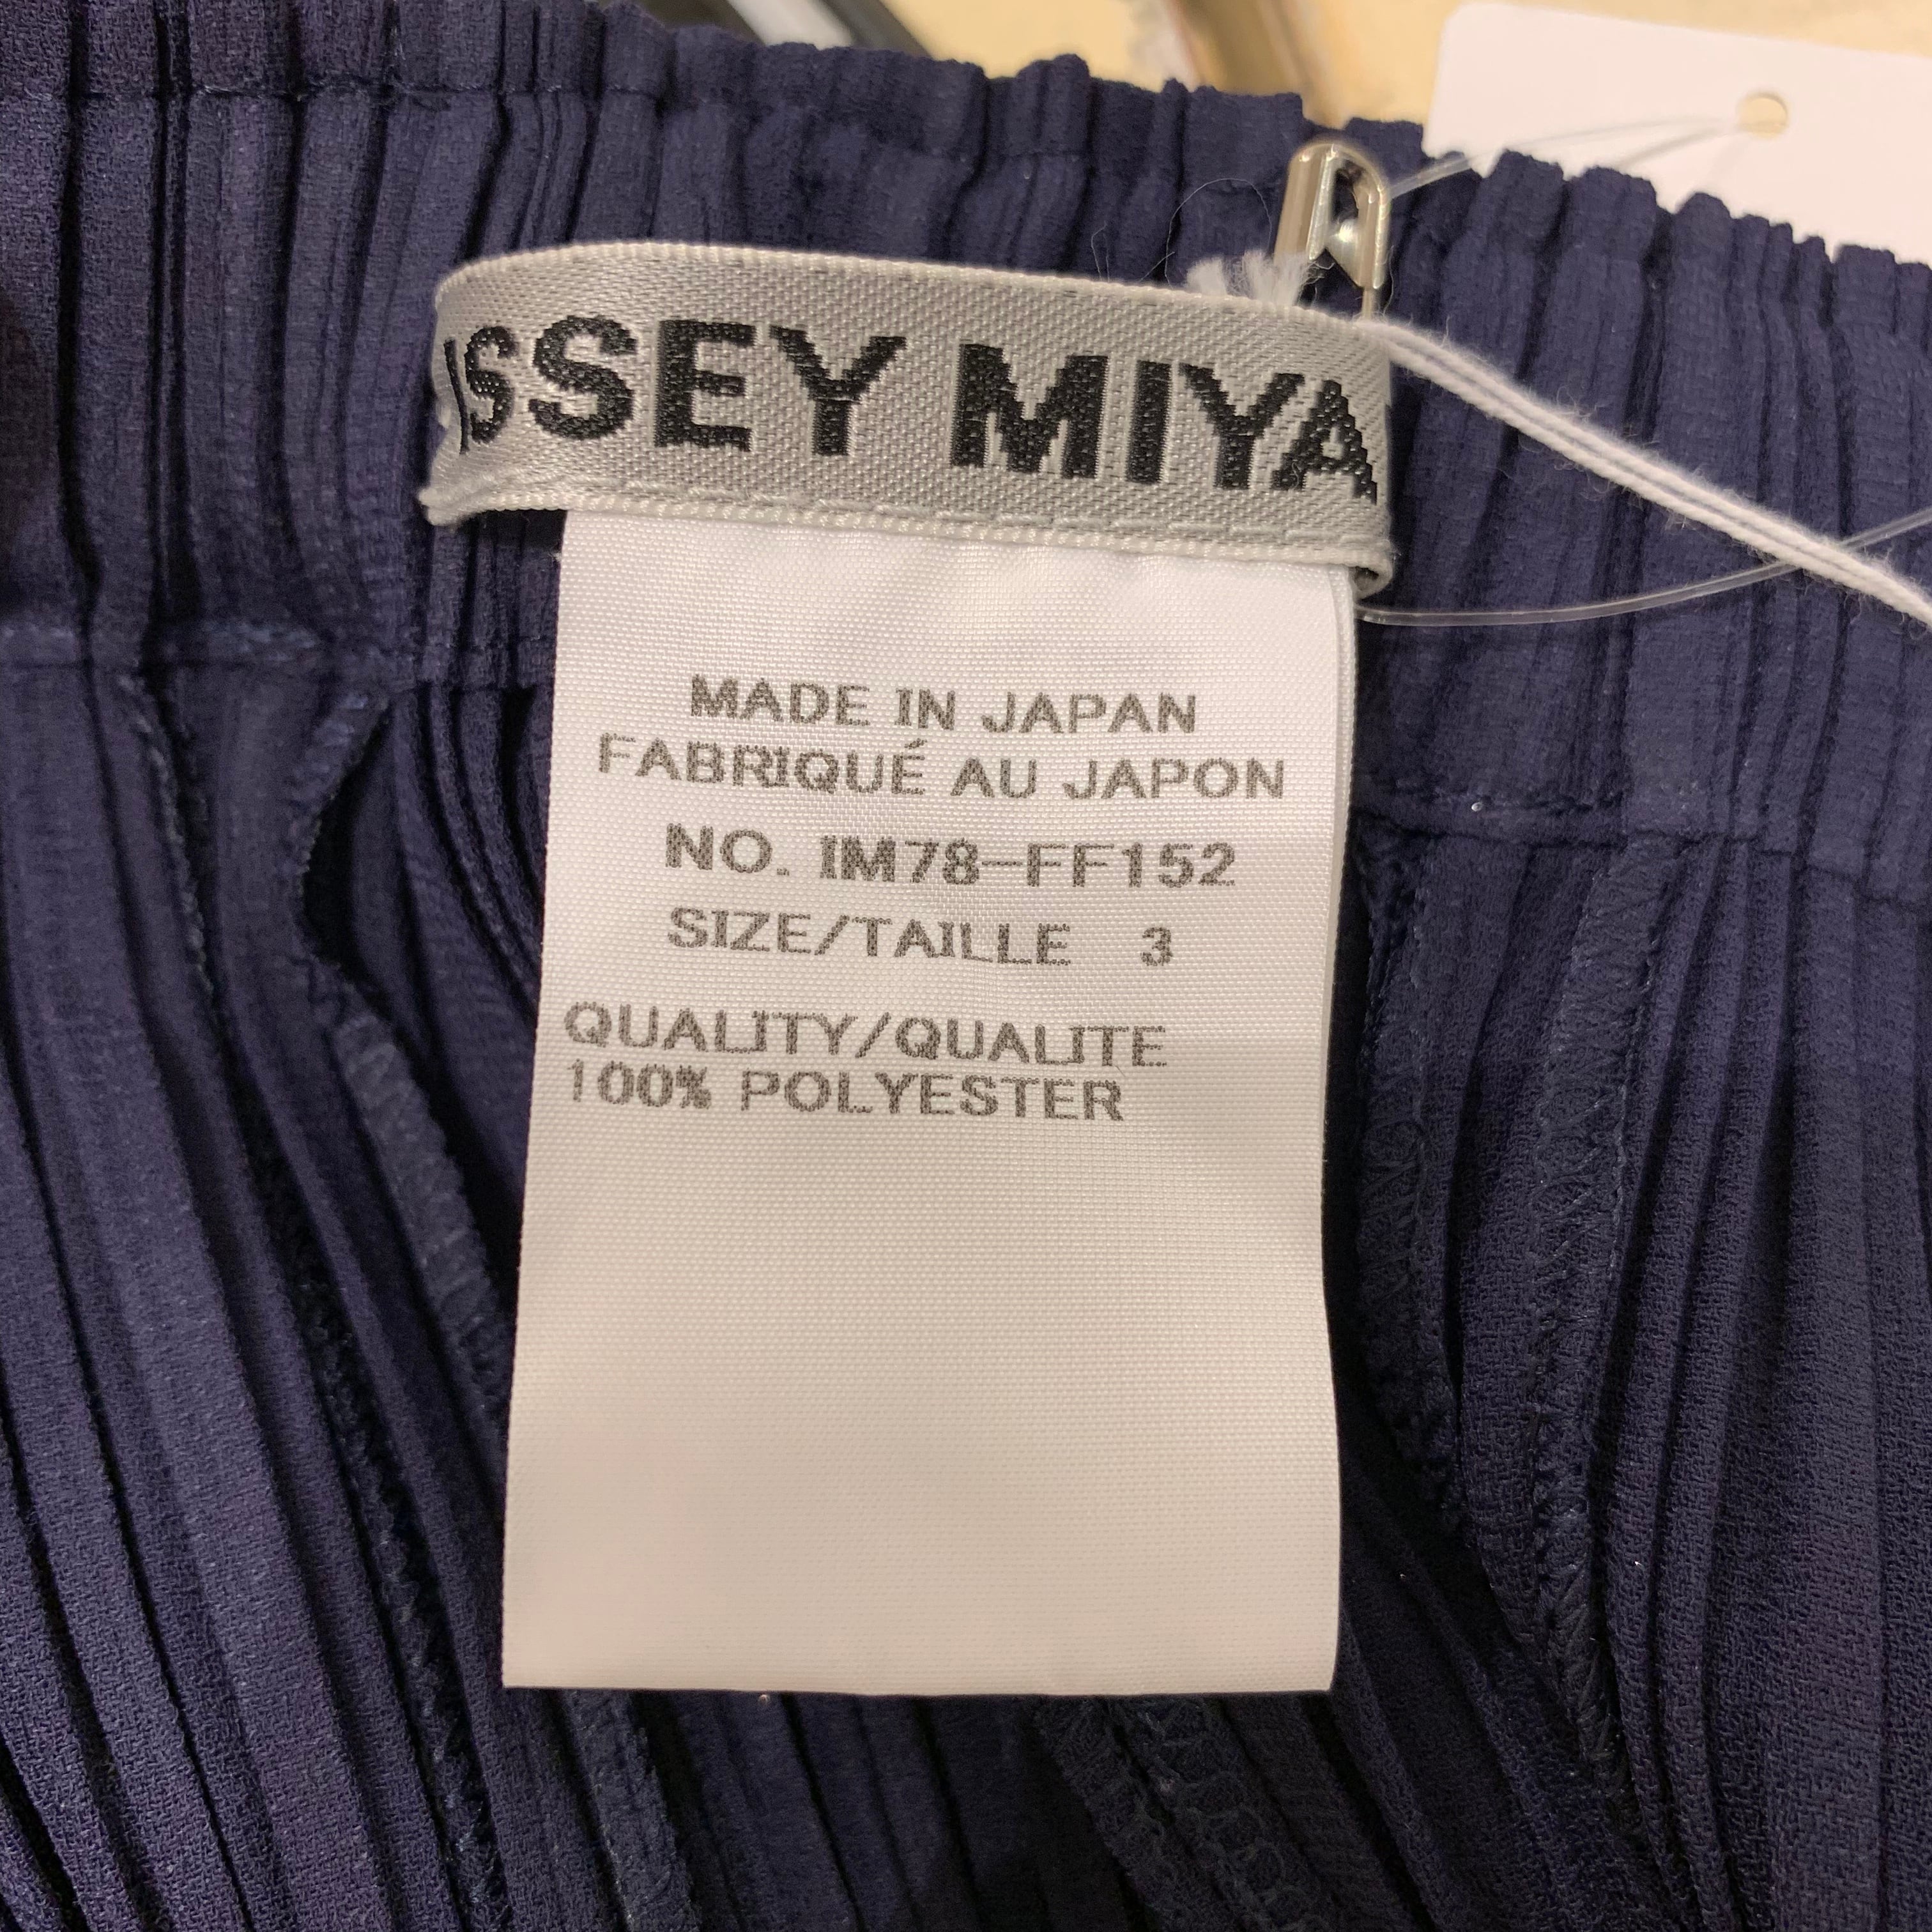 ISSEY MIYA
MADE IN JAPAN
FABRIQUÉ AU JAPON
NO. IM78-FF152
SIZE/TAILLE 3
QUALITY/QUALITE
100% POLYESTER